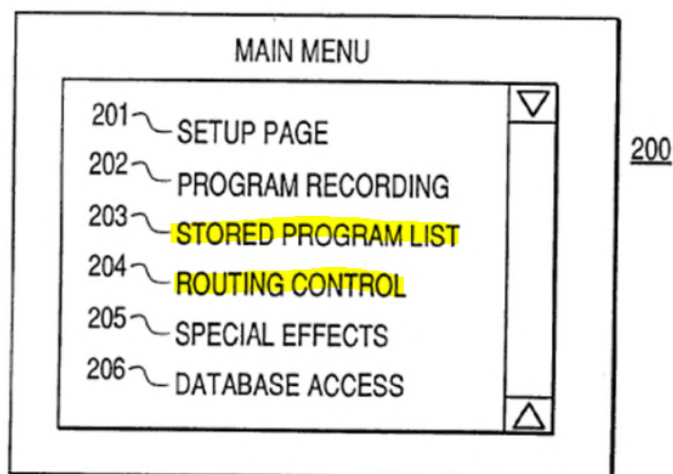 MAIN MENU
201 SETUP PAGE
202 PROGRAM RECORDING
200
203 STORED PROGRAM LIST
204 ROUTING CONTROL
205 SPECIAL EFFECTS
206 DATABASE ACCESS